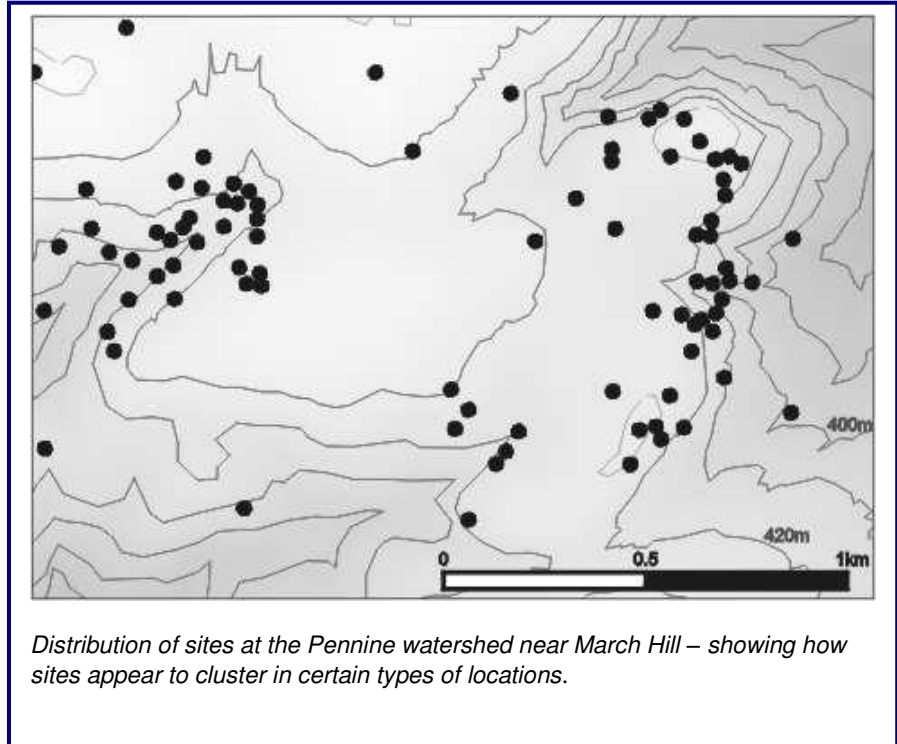 400m
420m
0 0.5 1km
Distribution of sites at the Pennine watershed near March Hill – showing how
sites appear to cluster in certain types of locations.